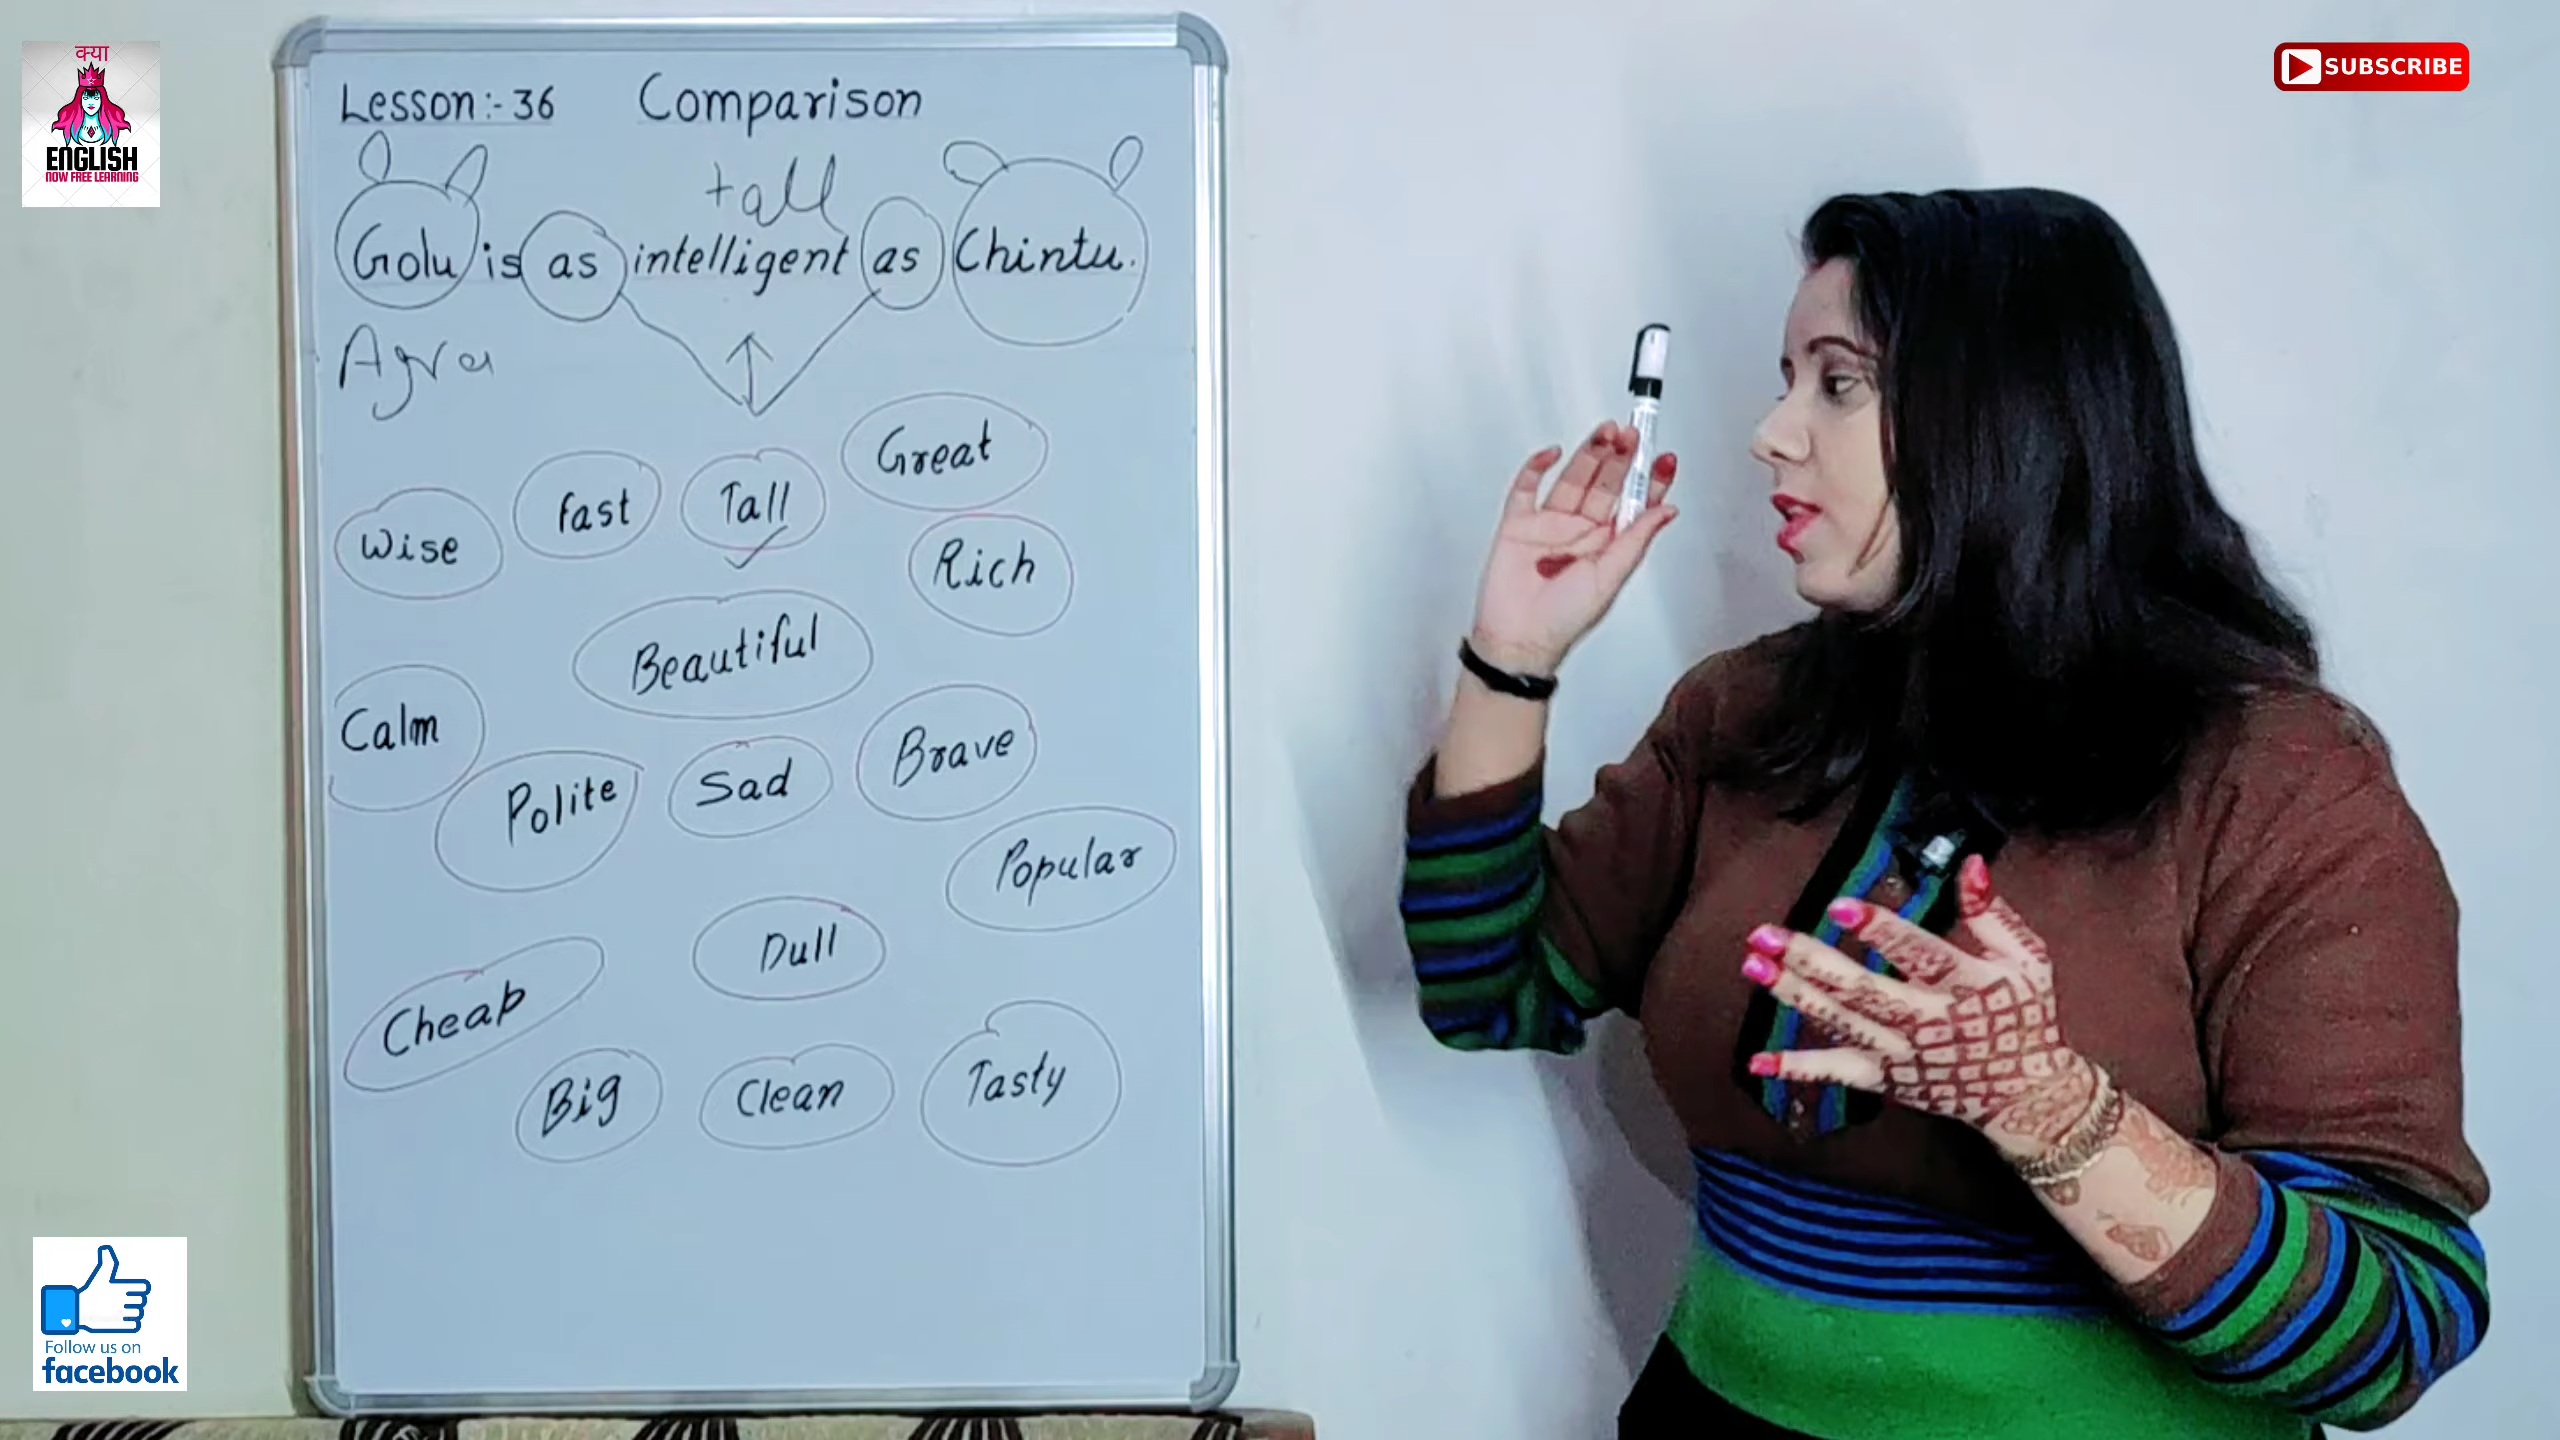 क्या
ENGLISH
NOW FREE LEARNING
SUBSCRIBE
Lesson:- 36 Comparison
tall
Golu is as intelligent as Chintu.
Agra
Great
Wise fast Tall
Rich
Beautiful
Calm
Polite Sad Brave
Popular
Dull
Cheap
Big Clean Tasty
Follow us on
facebook